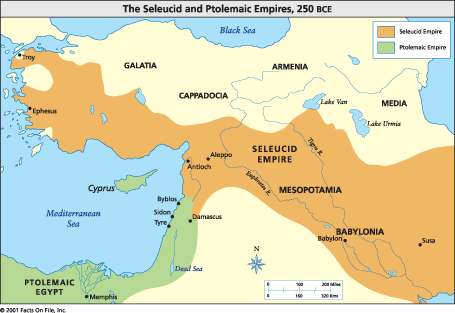 The Seleucid and Ptolemaic Empires, 250 BCE
Black Sea
Seleucid Empire
Ptolemaic Empire
Troy
GALATIA
ARMENIA
CAPPADOCIA
Lake Van
MEDIA
Ephesus
Lake Urmia
Aleppo
SELEUCID
EMPIRE
Tigris R.
Antioch
Cyprus
Euphrates R.
MESOPOTAMIA
Byblos
Mediterranean
Sea
Sidon
Tyre
Damascus
BABYLONIA
Babylon
Susa
Dead Sea
N
PTOLEMAIC
EGYPT
Memphis
0 100 200 Miles
0 160 320 Kms
© 2001 Facts On File, Inc.